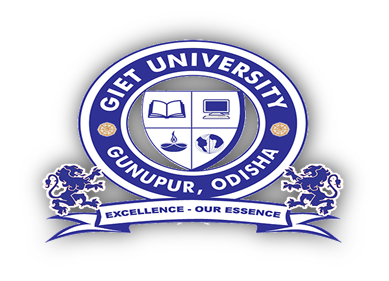 GIET UNIVERSITY
GUNUPUR, ODISHA
EXCELLENCE - OUR ESSENCE